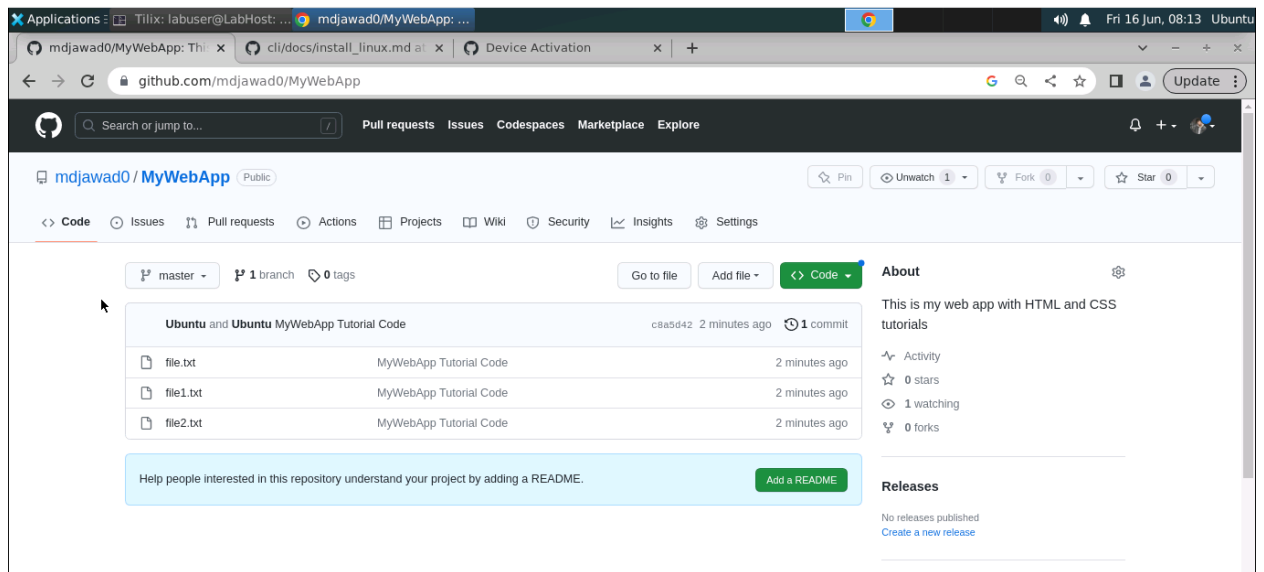 Applications Tilix: labuser@LabHost: ... mdjawad0/MyWebApp: ... Fri 16 Jun, 08:13 Ubuntu
mdjawad0/MyWebApp: Thi cli/docs/install_linux.md at Device Activation
github.com/mdjawad0/MyWebApp Update
Search or jump to... / Pull requests Issues Codespaces Marketplace Explore
mdjawad0 / MyWebApp Public Pin Unwatch 1 Fork 0 Star 0
Code Issues Pull requests Actions Projects Wiki Security Insights Settings
master 1 branch 0 tags Go to file Add file <> Code
Ubuntu and Ubuntu MyWebApp Tutorial Code c8a5d42 2 minutes ago 1 commit
file.txt MyWebApp Tutorial Code 2 minutes ago
file1.txt MyWebApp Tutorial Code 2 minutes ago
file2.txt MyWebApp Tutorial Code 2 minutes ago
Help people interested in this repository understand your project by adding a README. Add a README
About
This is my web app with HTML and CSS
tutorials
Activity
0 stars
1 watching
0 forks
Releases
No releases published
Create a new release